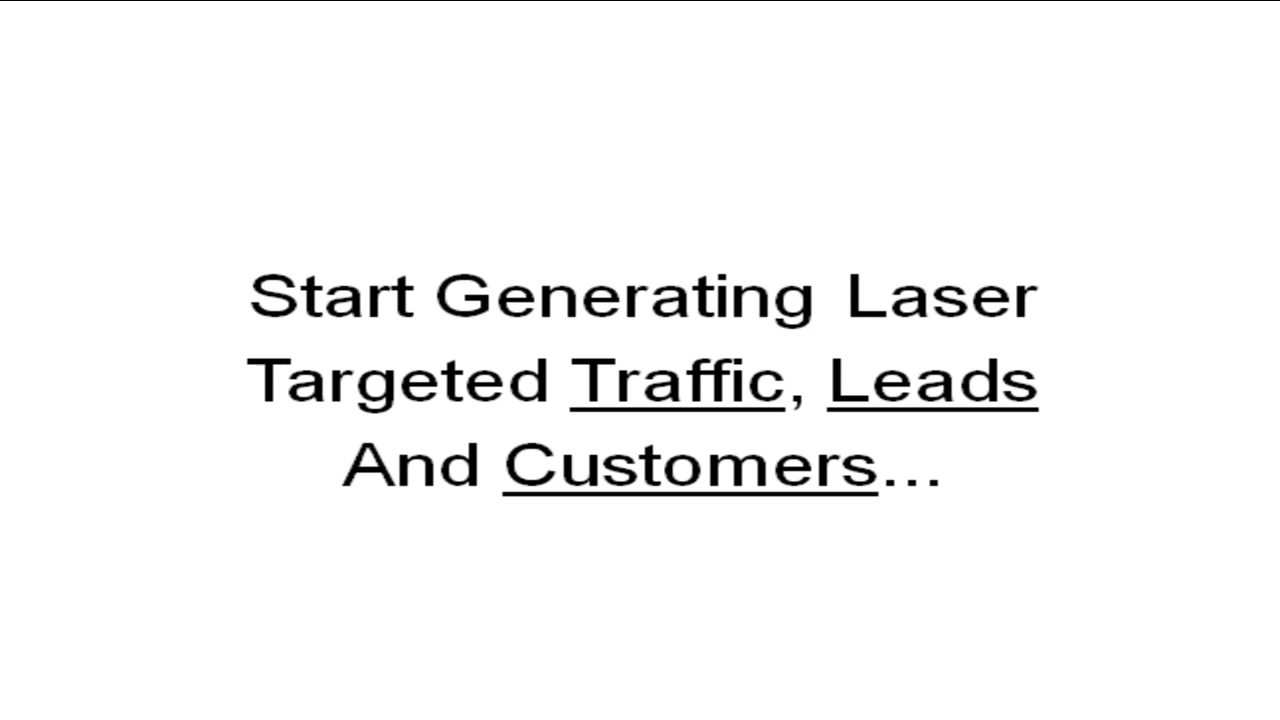 Start Generating Laser
Targeted Traffic, Leads
And Customers...